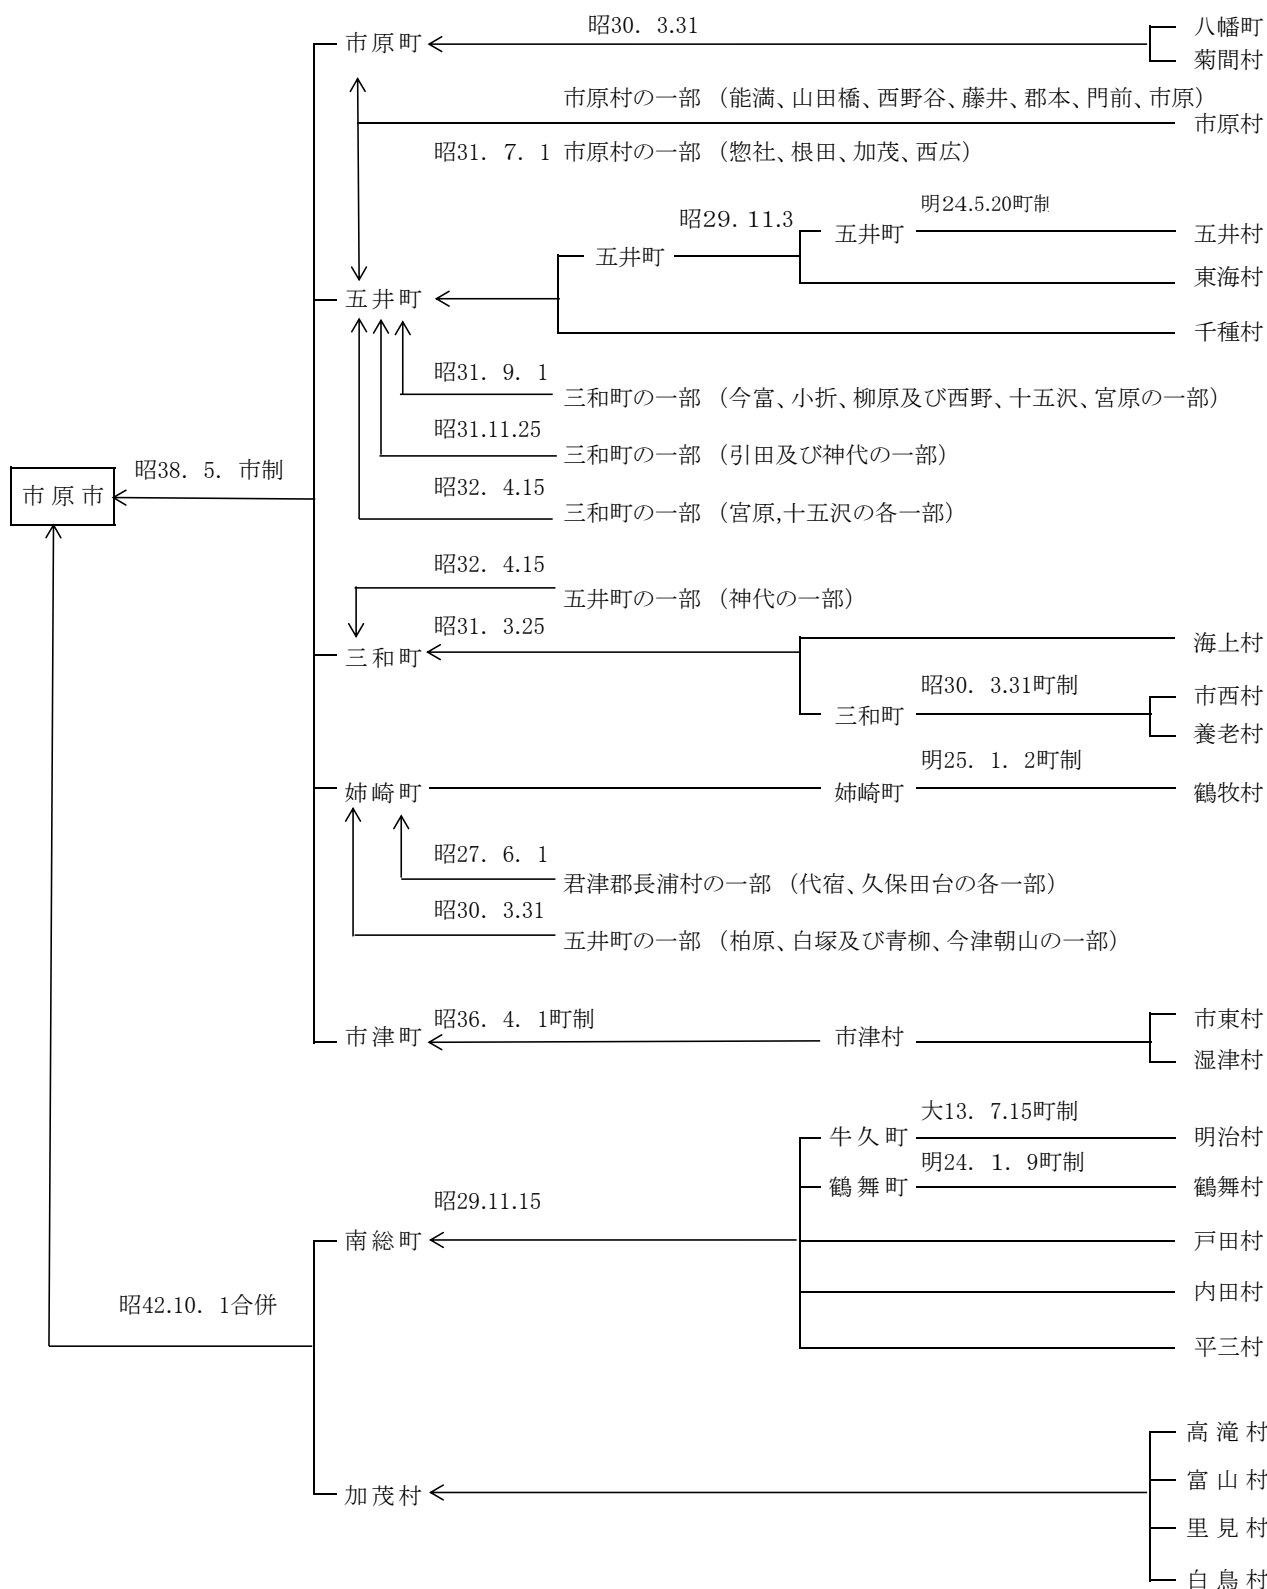 昭30. 3.31
八幡町
市原町
菊間村
市原村の一部 (能満、山田橋、西野谷、藤井、郡本、門前、市原)
市原村
昭31. 7. 1 市原村の一部 (惣社、根田、加茂、西広)
明24.5.20町制
昭29. 11.3
五井町
五井村
五井町
東海村
五井町
千種村
昭31. 9. 1
三和町の一部 (今富、小折、柳原及び西野、十五沢、宮原の一部)
昭31.11.25
三和町の一部 (引田及び神代の一部)
昭38. 5. 市制
市原市
昭32. 4.15
三和町の一部 (宮原,十五沢の各一部)
昭32. 4.15
五井町の一部 (神代の一部)
昭31. 3.25
海上村
三和町
昭30. 3.31町制
市西村
三和町
養老村
明25. 1. 2町制
姉崎町
姉崎町
鶴牧村
昭27. 6. 1
君津郡長浦村の一部 (代宿、久保田台の各一部)
昭30. 3.31
五井町の一部 (柏原、白塚及び青柳、今津朝山の一部)
昭36. 4. 1町制
市東村
市津町
市津村
湿津村
大13. 7.15町制
牛久町
明治村
明24. 1. 9町制
鶴舞町
鶴舞村
昭29.11.15
南総町
戸田村
昭42.10. 1合併
内田村
平三村
高滝村
富山村
加茂村
里見村
白鳥村